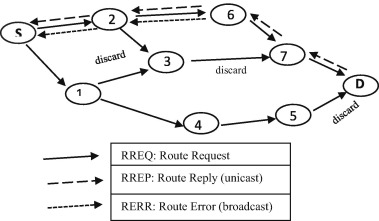 6
2
S
discard
3
7
discard
D
1
discard
5
4
RREQ: Route Request
RREP: Route Reply (unicast)
RERR: Route Error (broadcast)